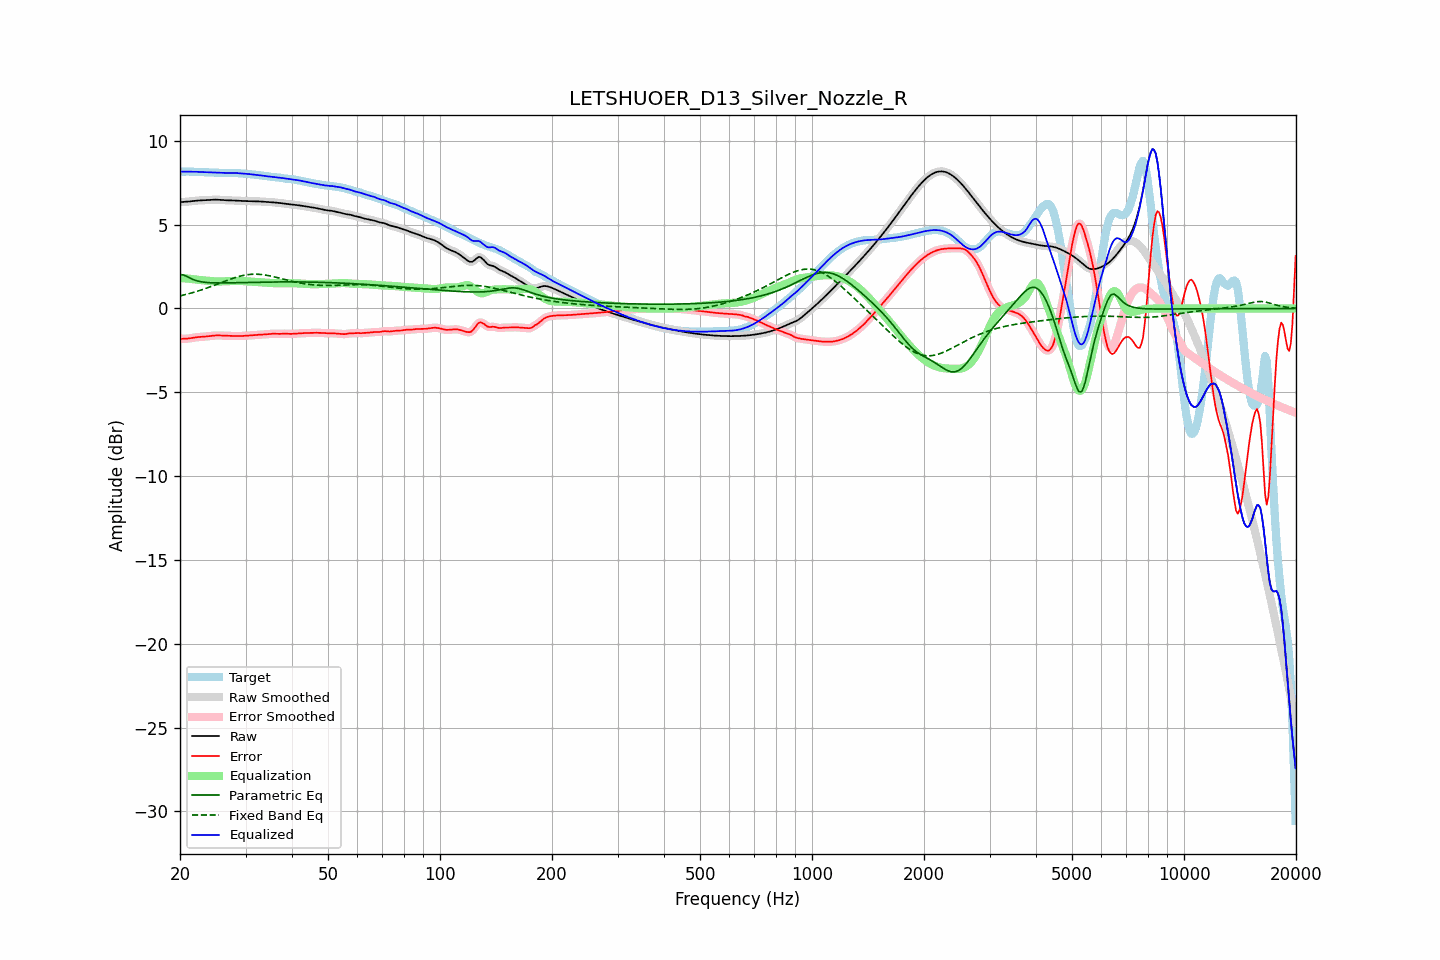 LETSHUOER_D13_Silver_Nozzle_R
10
5
0
−5
−10
−15
−20
−25
−30
Amplitude (dBr)
Target
Raw Smoothed
Error Smoothed
Raw
Error
Equalization
Parametric Eq
Fixed Band Eq
Equalized
20 50 100 200 500 1000 2000 5000 10000 20000
Frequency (Hz)